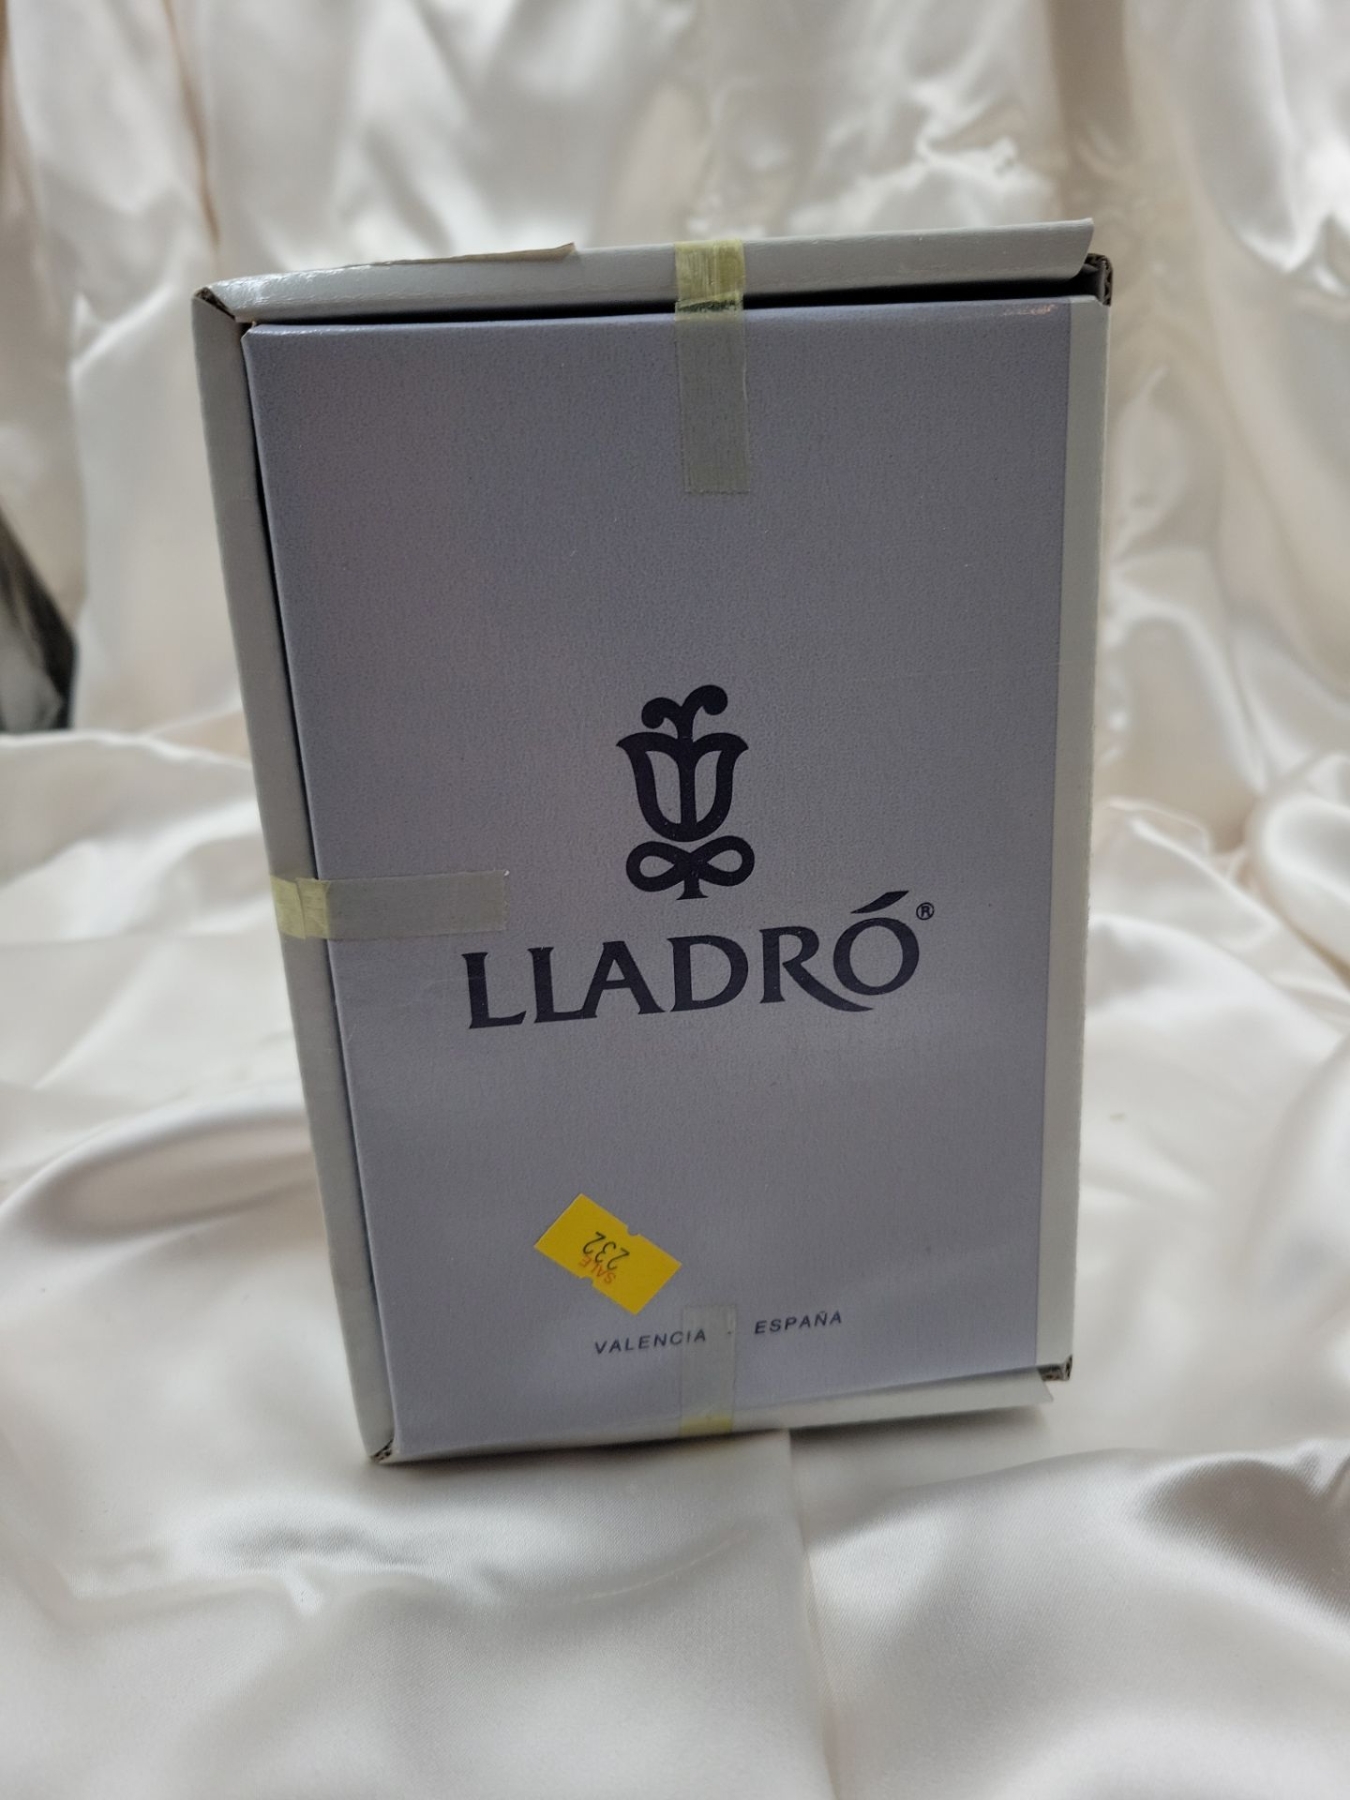 LLADRÓ®
232
SALE
VALENCIA · ESPAÑA